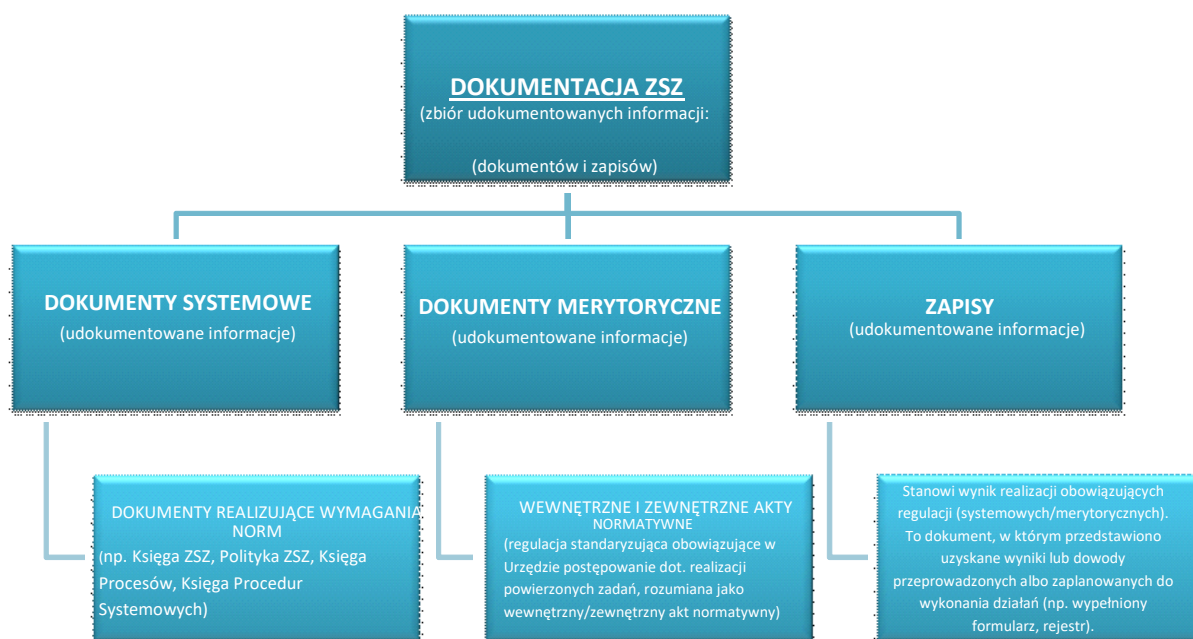 DOKUMENTACJA ZSZ
(zbiór udokumentowanych informacji:
(dokumentów i zapisów)
DOKUMENTY SYSTEMOWE
(udokumentowane informacje)
DOKUMENTY MERYTORYCZNE
(udokumentowane informacje)
ZAPISY
(udokumentowane informacje)
DOKUMENTY REALIZUJĄCE WYMAGANIA
NORM
(np. Księga ZSZ, Polityka ZSZ, Księga
Procesów, Księga Procedur
Systemowych)
WEWNĘTRZNE I ZEWNĘTRZNE AKTY
NORMATYWNE
(regulacja standaryzująca obowiązujące w
Urzędzie postępowanie dot. realizacji
powierzonych zadań, rozumiana jako
wewnętrzny/zewnętrzny akt normatywny)
Stanowi wynik realizacji obowiązujących
regulacji (systemowych/merytorycznych).
To dokument, w którym przedstawiono
uzyskane wyniki lub dowody
przeprowadzonych albo zaplanowanych do
wykonania działań (np. wypełniony
formularz, rejestr).